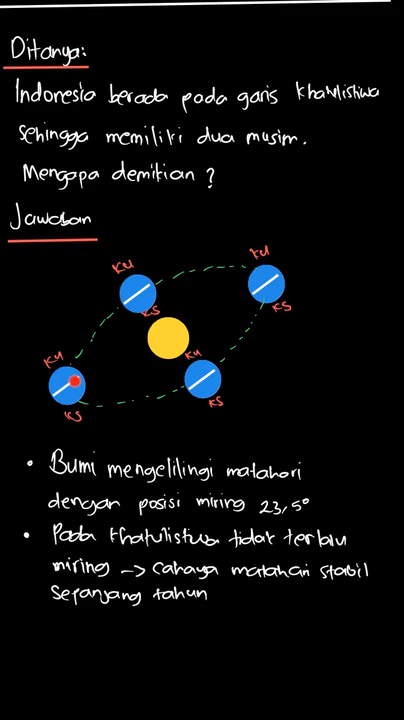 Ditanya:
Indonesia berada pada garis khatulistiwa
sehingga memiliki dua musim.
Mengapa demikian?
Jawaban
KU
KU
KS
KS
KU
KU
KS
KS
• Bumi mengelilingi matahari
dengan posisi miring 23,5°
• Pada khatulistiwa tidak terlalu
miring -> cahaya matahari stabil
sepanjang tahun